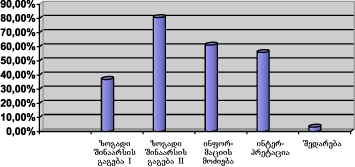 90,00%
80,00%
70,00%
60,00%
50,00%
40,00%
30,00%
20,00%
10,00%
0,00%
ზოგადი
შინაარსის
გაგება I
ზოგადი
შინაარსის
გაგება II
ინფორ-
მაციის
მოძიება
ინტერ-
პრეტაცია
შედარება